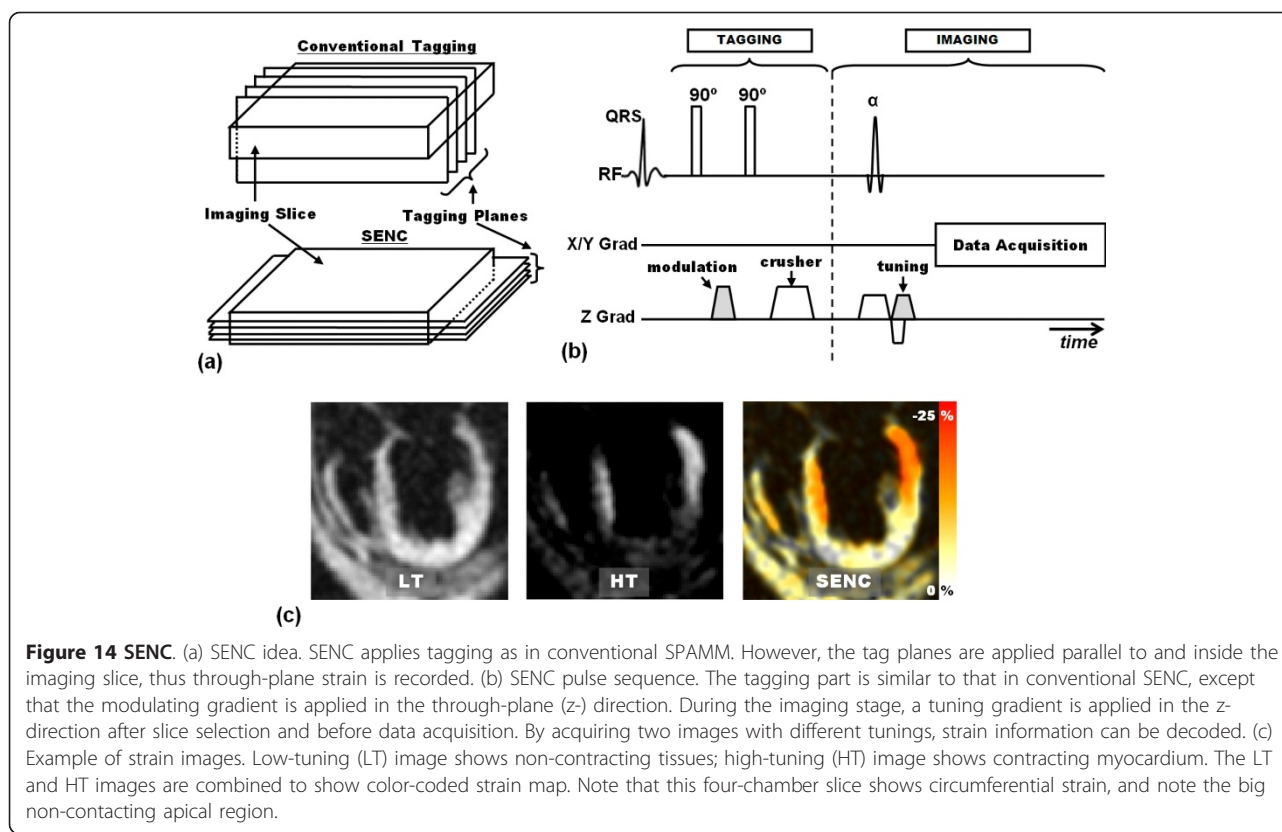 Conventional Tagging
Imaging Slice
Tagging Planes
SENC
(a)
TAGGING
IMAGING
90º 90º
α
QRS
RF
X/Y Grad
Data Acquisition
modulation
crusher
tuning
Z Grad
time
(b)
LT
HT
SENC
-25 %
0 %
(c)
Figure 14 SENC. (a) SENC idea. SENC applies tagging as in conventional SPAMM. However, the tag planes are applied parallel to and inside the
imaging slice, thus through-plane strain is recorded. (b) SENC pulse sequence. The tagging part is similar to that in conventional SENC, except
that the modulating gradient is applied in the through-plane (z-) direction. During the imaging stage, a tuning gradient is applied in the z-
direction after slice selection and before data acquisition. By acquiring two images with different tunings, strain information can be decoded. (c)
Example of strain images. Low-tuning (LT) image shows non-contracting tissues; high-tuning (HT) image shows contracting myocardium. The LT
and HT images are combined to show color-coded strain map. Note that this four-chamber slice shows circumferential strain, and note the big
non-contacting apical region.